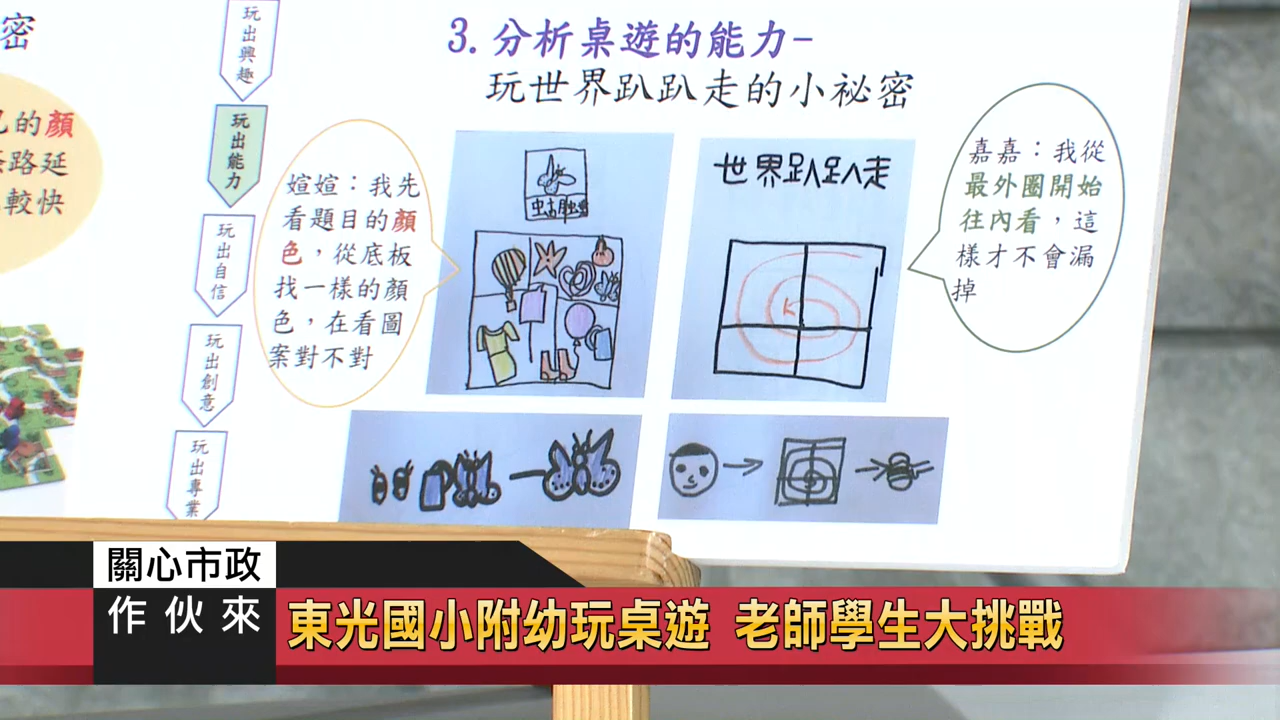 密
的顏
路延
較快
玩出興趣
玩出能力
玩出自信
玩出創意
玩出專業
3. 分析桌遊的能力-
玩世界趴趴走的小祕密
媗媗：我先
看題目的顏
色，從底板
找一樣的顏
色，在看圖
案對不對
世界趴趴走
嘉嘉：我從
最外圈開始
往內看，這
樣才不會漏
掉
關心市政
作伙來
東光國小附幼玩桌遊 老師學生大挑戰